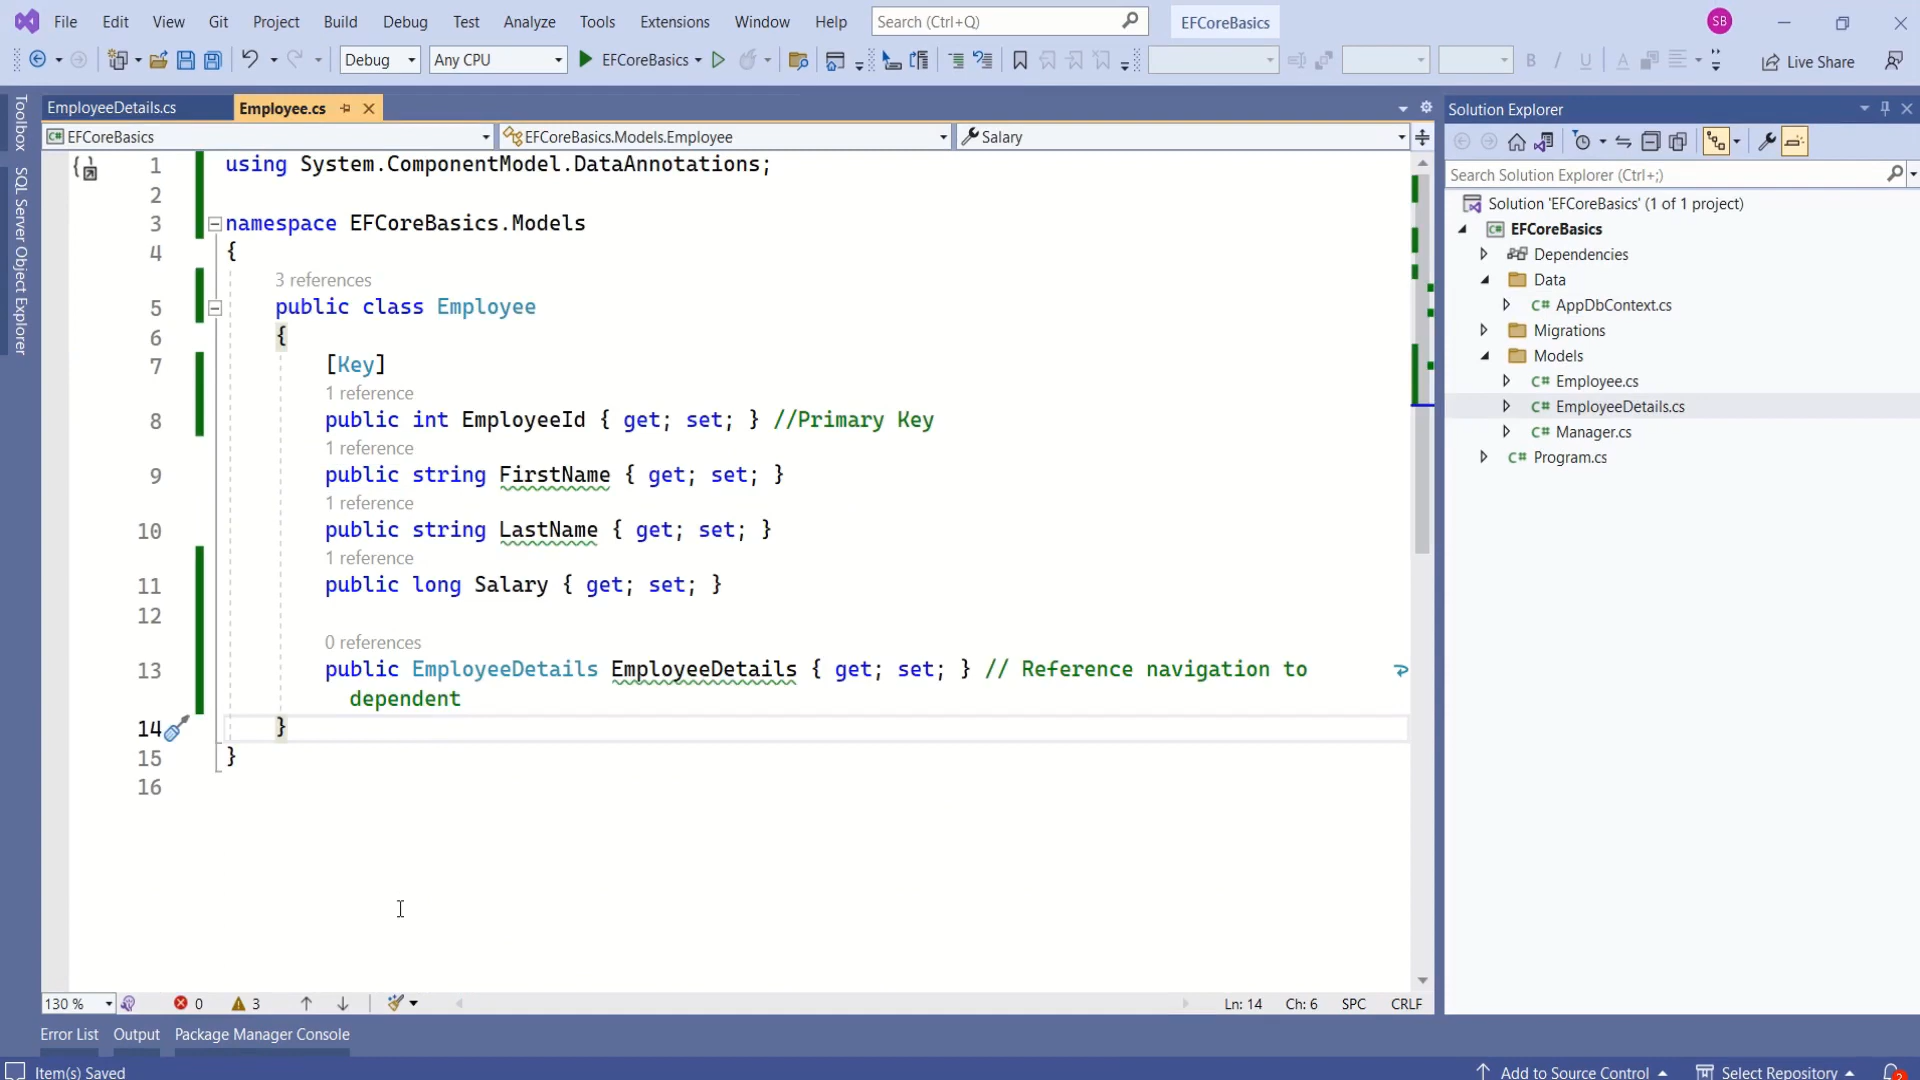 File Edit View Git Project Build Debug Test Analyze Tools Extensions Window Help Search (Ctrl+Q) EFCoreBasics SB
Debug Any CPU EFCoreBasics Live Share
EmployeeDetails.cs Employee.cs
EFCoreBasics EFCoreBasics.Models.Employee Salary
Toolbox
SQL Server Object Explorer
1 using System.ComponentModel.DataAnnotations;
2
3 namespace EFCoreBasics.Models
4 {
3 references
5 public class Employee
6 {
7 [Key]
1 reference
8 public int EmployeeId { get; set; } //Primary Key
1 reference
9 public string FirstName { get; set; }
1 reference
10 public string LastName { get; set; }
1 reference
11 public long Salary { get; set; }
12
0 references
13 public EmployeeDetails EmployeeDetails { get; set; } // Reference navigation to
dependent
14 }
15 }
16
130 % 0 3 Ln: 14 Ch: 6 SPC CRLF
Error List Output Package Manager Console
Item(s) Saved Add to Source Control Select Repository 2
Solution Explorer
Search Solution Explorer (Ctrl+;)
Solution 'EFCoreBasics' (1 of 1 project)
EFCoreBasics
Dependencies
Data
C# AppDbContext.cs
Migrations
Models
C# Employee.cs
C# EmployeeDetails.cs
C# Manager.cs
C# Program.cs